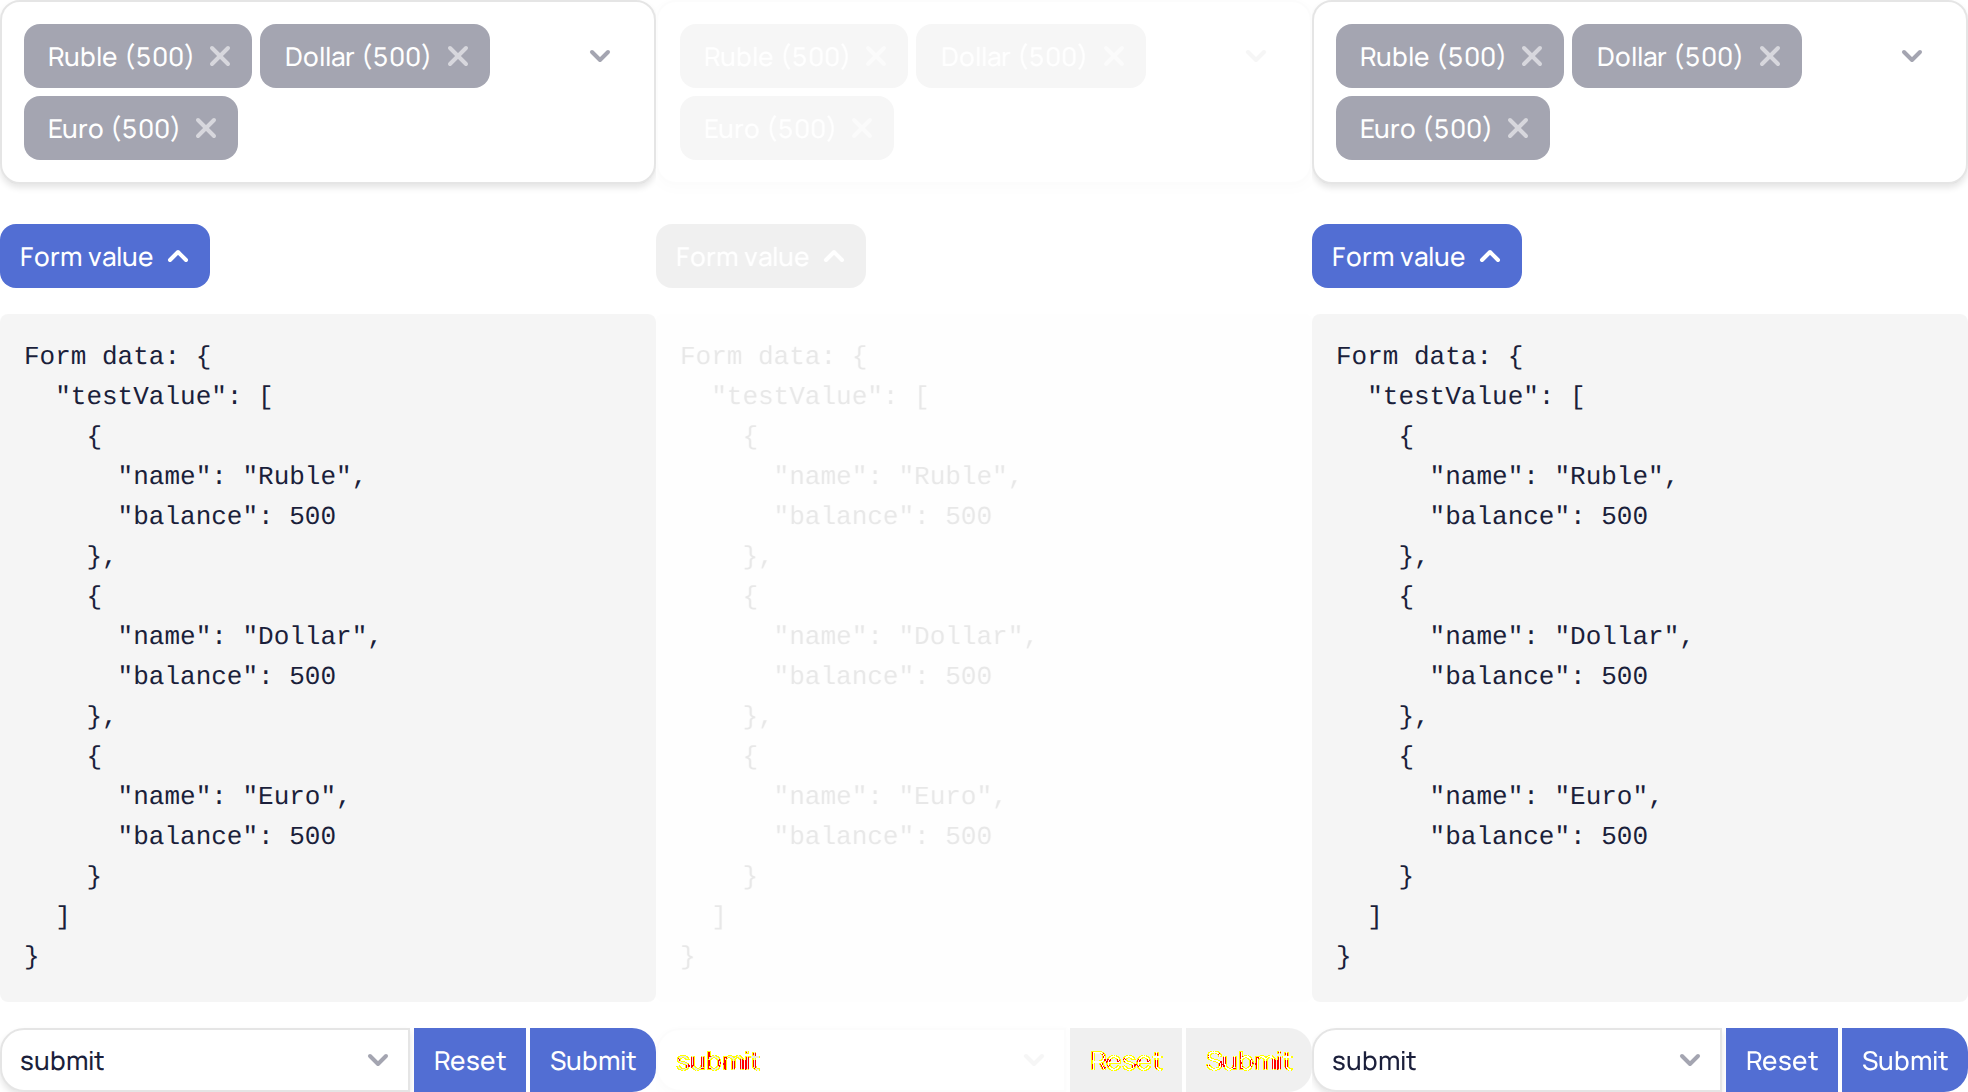 Ruble (500) Dollar (500)
Euro (500)
Form value
Form data: {
  "testValue": [
    {
      "name": "Ruble",
      "balance": 500
    },
    {
      "name": "Dollar",
      "balance": 500
    },
    {
      "name": "Euro",
      "balance": 500
    }
  ]
}
submit Reset Submit
Ruble (500) Dollar (500)
Euro (500)
Form value
Form data: {
  "testValue": [
    {
      "name": "Ruble",
      "balance": 500
    },
    {
      "name": "Dollar",
      "balance": 500
    },
    {
      "name": "Euro",
      "balance": 500
    }
  ]
}
submit Reset Submit
Ruble (500) Dollar (500)
Euro (500)
Form value
Form data: {
  "testValue": [
    {
      "name": "Ruble",
      "balance": 500
    },
    {
      "name": "Dollar",
      "balance": 500
    },
    {
      "name": "Euro",
      "balance": 500
    }
  ]
}
submit Reset Submit